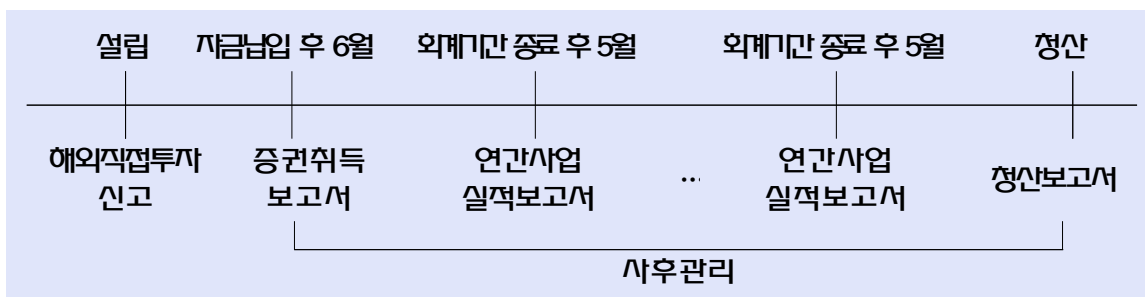 설립 자금납입 후 6월 회계기간 종료 후 5월 회계기간 종료 후 5월 청산
해외직접투자 증권취득 연간사업 연간사업
신고 보고서 실적보고서 … 실적보고서 청산보고서
사후관리